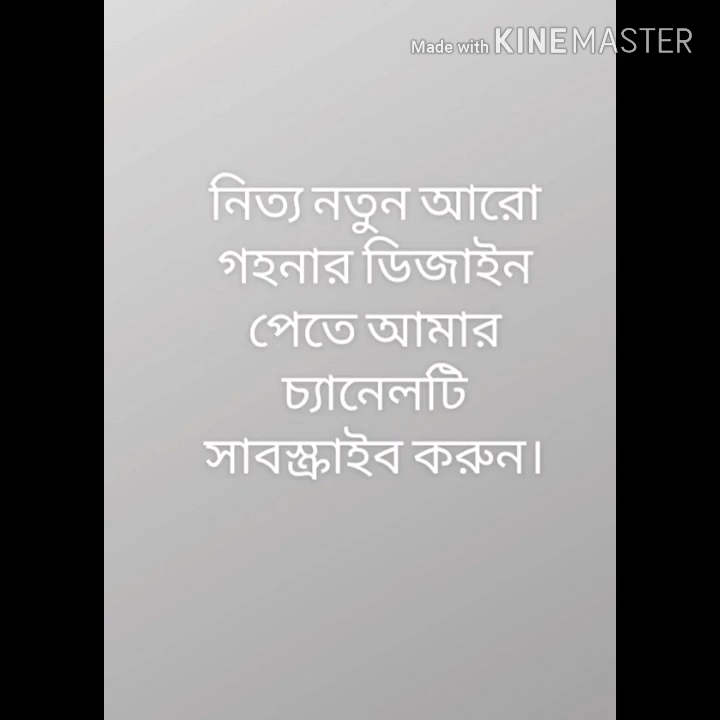 Made with KINEMASTER
নিত্য নতুন আরো
গহনার ডিজাইন
পেতে আমার
চ্যানেলটি
সাবস্ক্রাইব করুন।